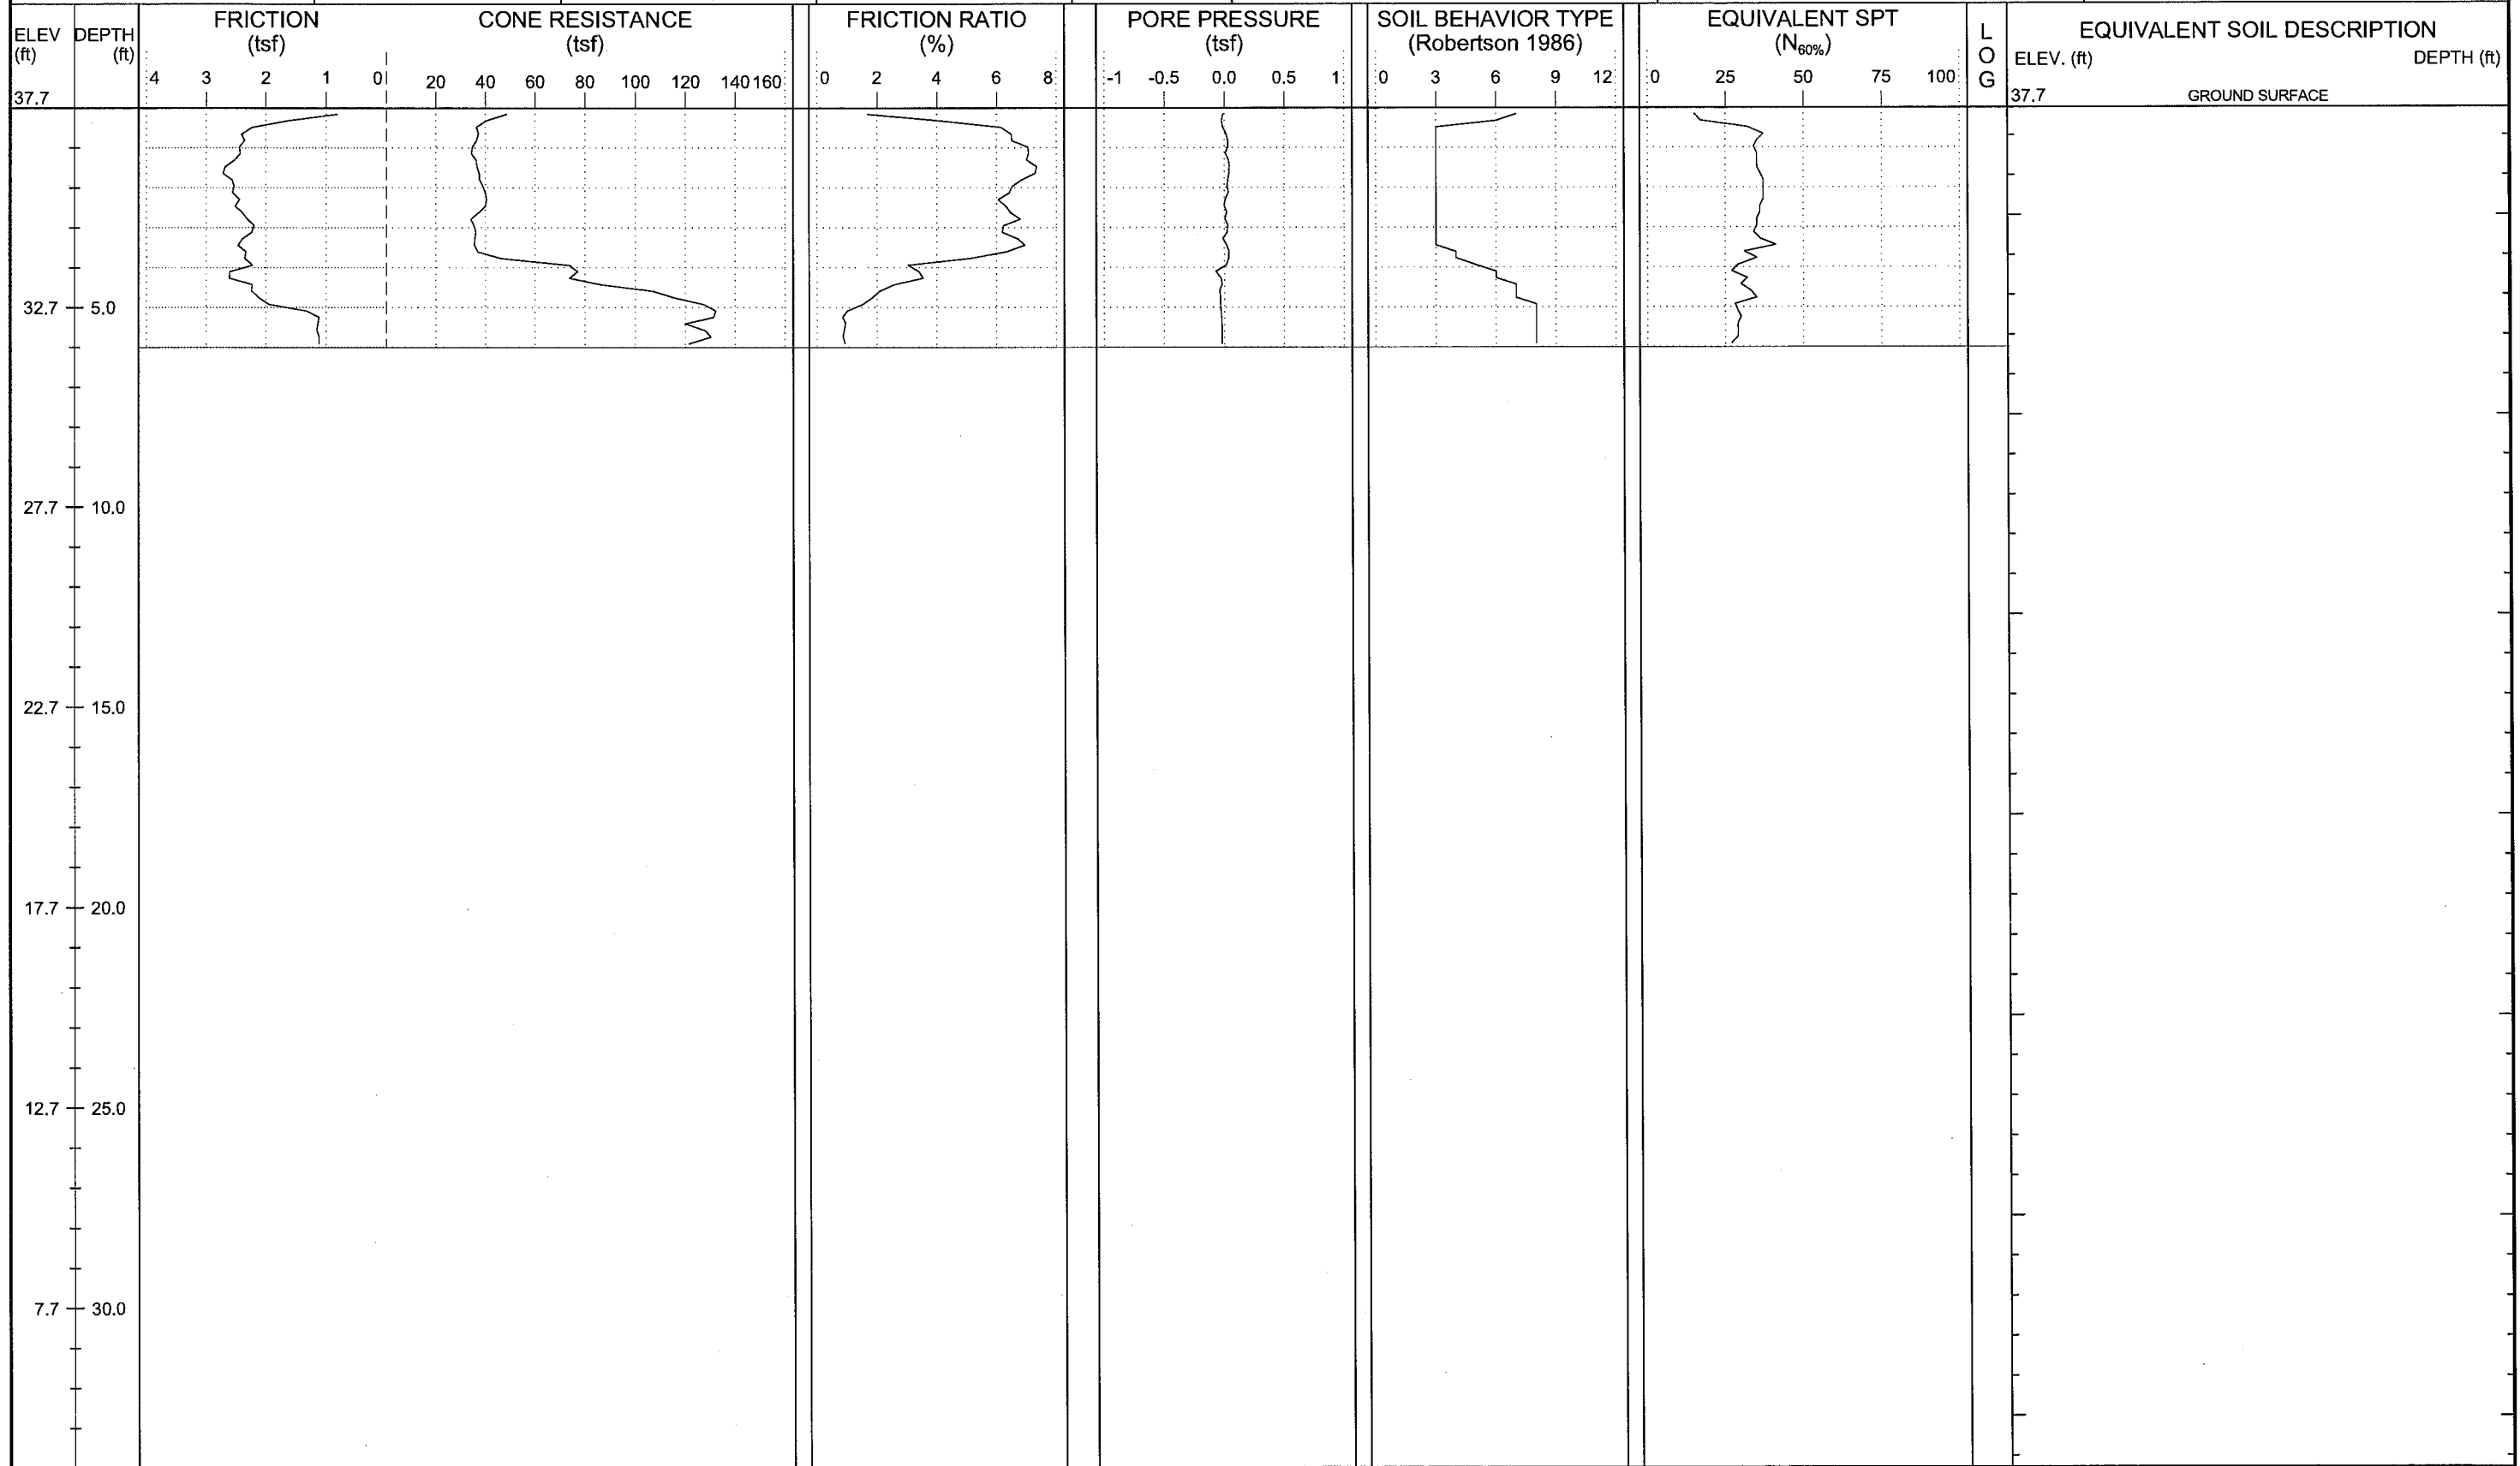 ELEV
(ft)
DEPTH
(ft)
FRICTION
(tsf)
CONE RESISTANCE
(tsf)
FRICTION RATIO
(%)
PORE PRESSURE
(tsf)
SOIL BEHAVIOR TYPE
(Robertson 1986)
EQUIVALENT SPT
(N60%)
L
O
G
EQUIVALENT SOIL DESCRIPTION
ELEV. (ft) DEPTH (ft)
4 3 2 1 0 20 40 60 80 100 120 140 160
0 2 4 6 8
-1 -0.5 0.0 0.5 1
0 3 6 9 12
0 25 50 75 100
37.7
37.7 GROUND SURFACE
32.7 5.0
27.7 10.0
22.7 15.0
17.7 20.0
12.7 25.0
7.7 30.0